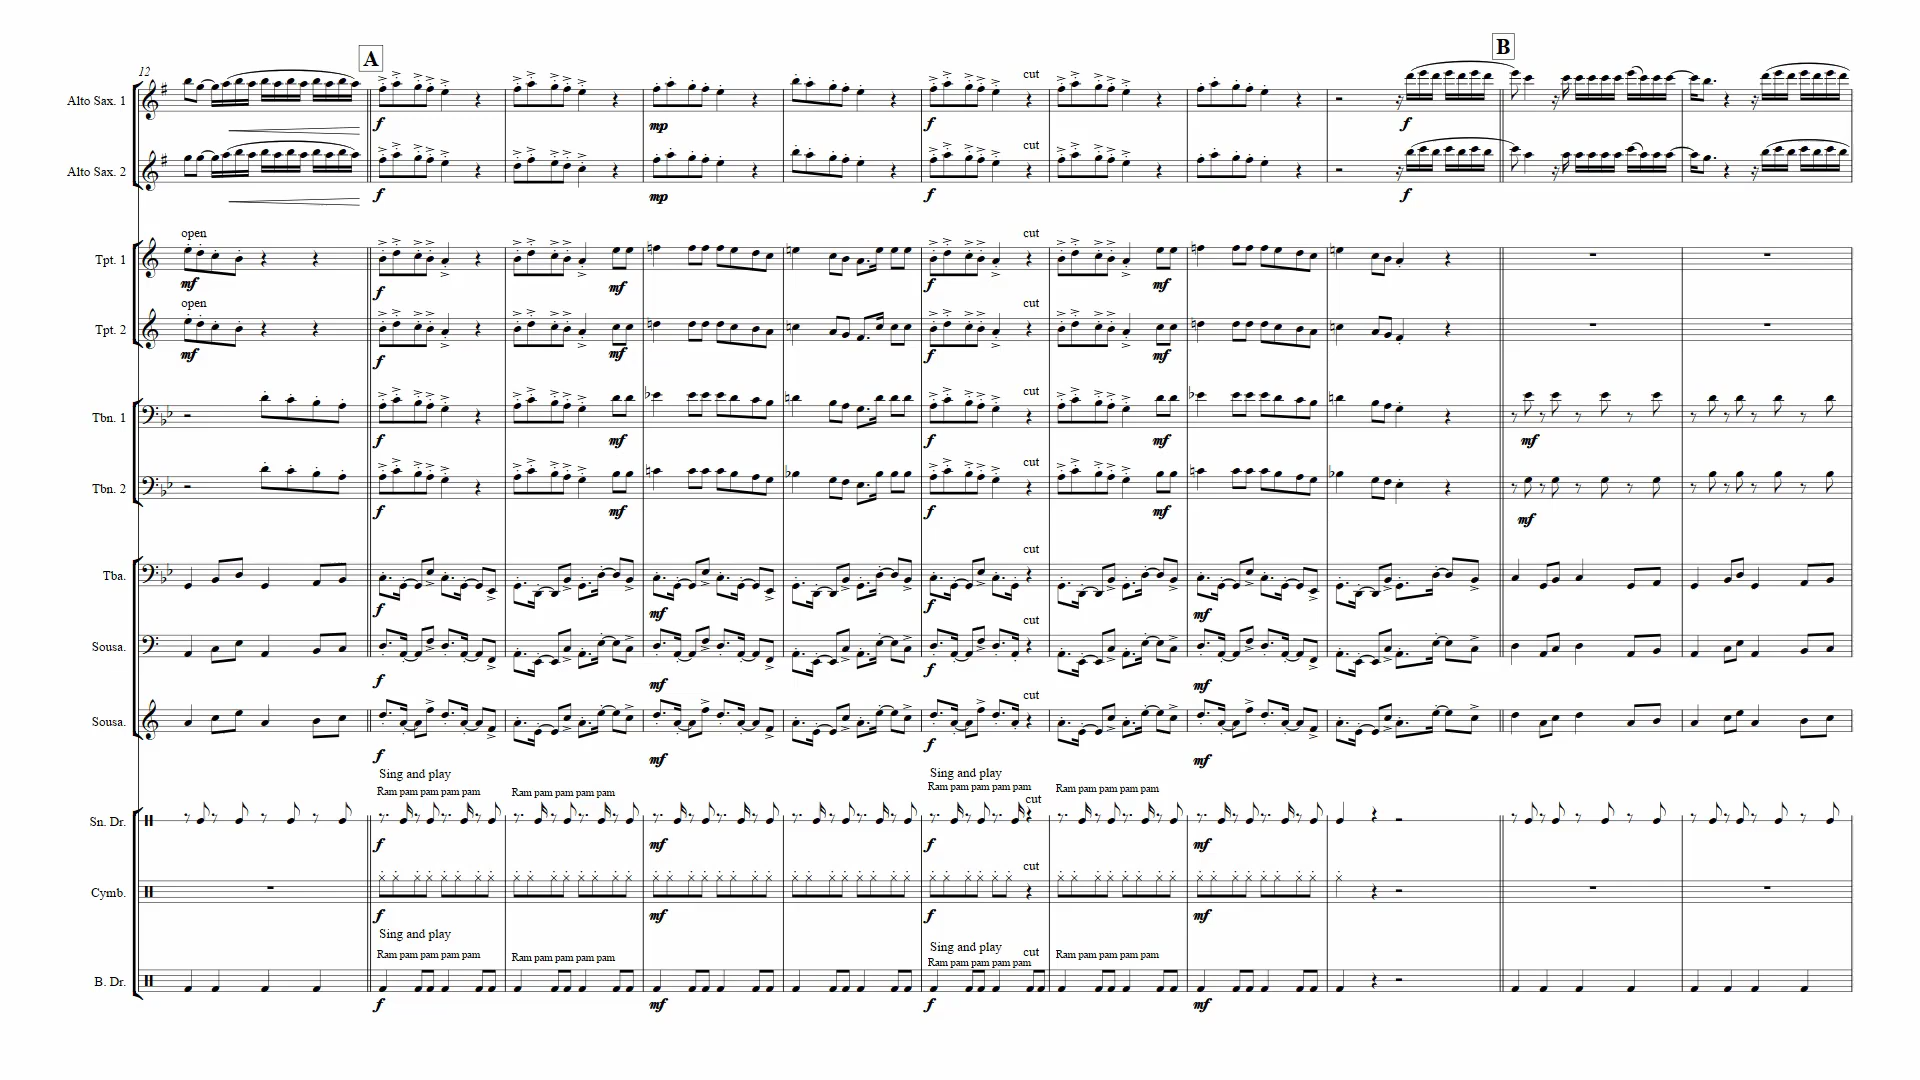 A
B
12
Alto Sax. 1
cut
f
mp
f
f
Alto Sax. 2
cut
f
mp
f
f
open
cut
Tpt. 1
mf
f
mf
f
mf
open
cut
Tpt. 2
mf
f
mf
f
mf
cut
Tbn. 1
f
mf
f
mf
mf
cut
Tbn. 2
f
mf
f
mf
mf
cut
Tba.
f
mf
f
mf
cut
Sousa.
f
mf
f
mf
cut
Sousa.
f
mf
f
mf
Sing and play
Sing and play
Ram pam pam pam pam
Ram pam pam pam pam
Ram pam pam pam pam
Ram pam pam pam pam
cut
Sn. Dr.
f
mf
f
mf
cut
Cymb.
f
mf
f
mf
Sing and play
Sing and play
cut
Ram pam pam pam pam
Ram pam pam pam pam
Ram pam pam pam pam
Ram pam pam pam pam
B. Dr.
f
mf
f
mf